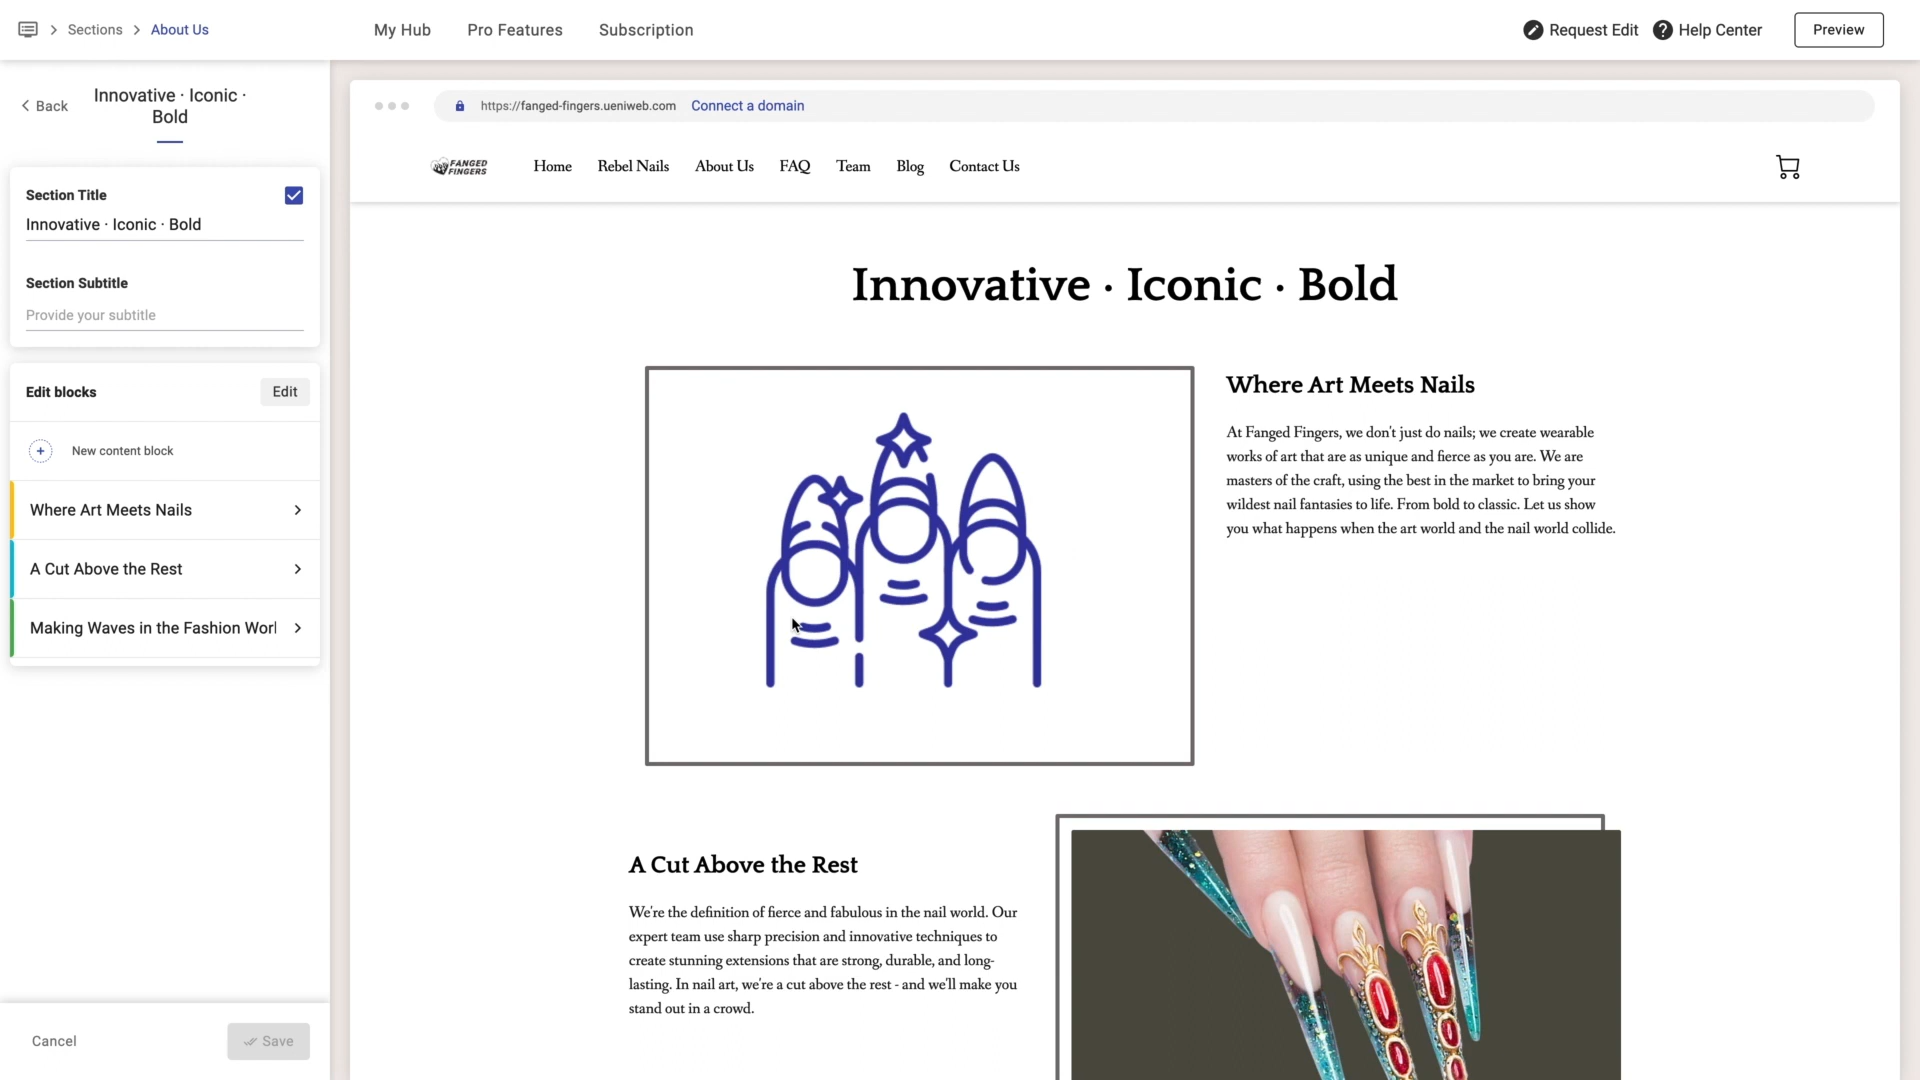 Sections
About Us
My Hub
Pro Features
Subscription
Request Edit
Help Center
Preview
Back
Innovative · Iconic ·
Bold
Section Title
Innovative · Iconic · Bold
Section Subtitle
Provide your subtitle
Edit blocks
Edit
New content block
Where Art Meets Nails
A Cut Above the Rest
Making Waves in the Fashion Worl
Cancel
Save
https://fanged-fingers.ueniweb.com
Connect a domain
FANGED
FINGERS
Home
Rebel Nails
About Us
FAQ
Team
Blog
Contact Us
Innovative · Iconic · Bold
Where Art Meets Nails
At Fanged Fingers, we don't just do nails; we create wearable
works of art that are as unique and fierce as you are. We are
masters of the craft, using the best in the market to bring your
wildest nail fantasies to life. From bold to classic. Let us show
you what happens when the art world and the nail world collide.
A Cut Above the Rest
We're the definition of fierce and fabulous in the nail world. Our
expert team use sharp precision and innovative techniques to
create stunning extensions that are strong, durable, and long-
lasting. In nail art, we're a cut above the rest - and we'll make you
stand out in a crowd.